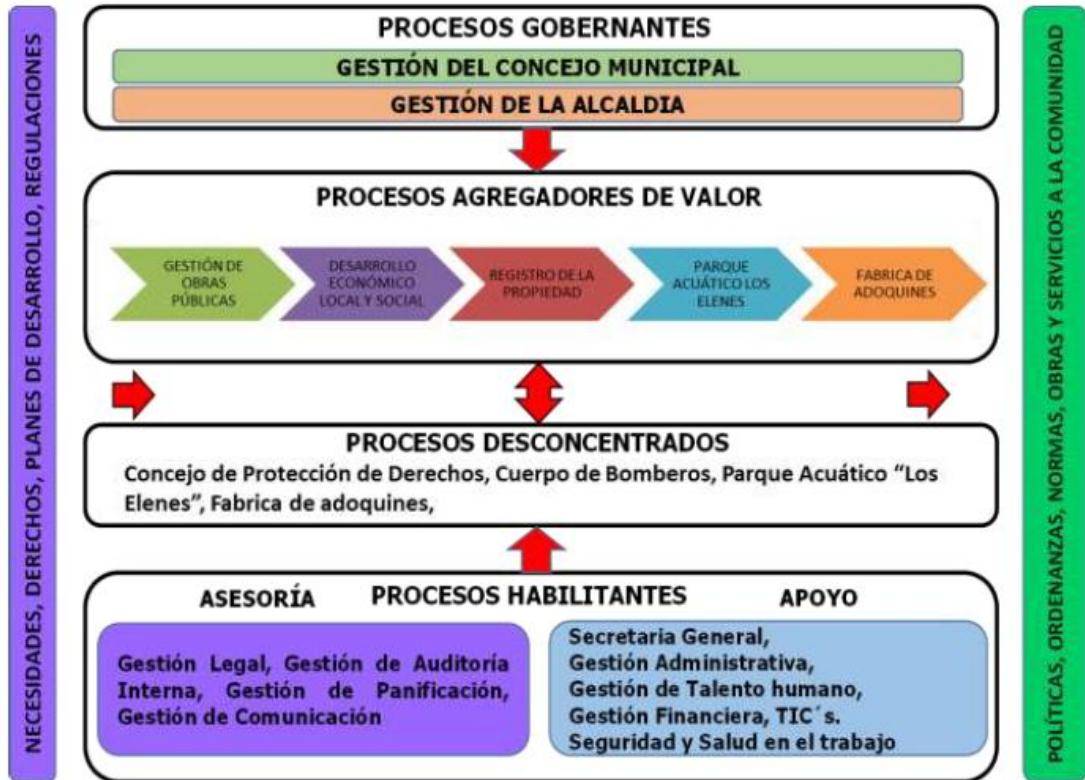 NECESIDADES, DERECHOS, PLANES DE DESARROLLO, REGULACIONES
PROCESOS GOBERNANTES
GESTIÓN DEL CONCEJO MUNICIPAL
GESTIÓN DE LA ALCALDIA
PROCESOS AGREGADORES DE VALOR
GESTIÓN DE
OBRAS
PÚBLICAS
DESARROLLO
ECONÓMICO
LOCAL Y SOCIAL
REGISTRO DE LA
PROPIEDAD
PARQUE
ACUÁTICO LOS
ELENES
FABRICA DE
ADOQUINES
PROCESOS DESCONCENTRADOS
Concejo de Protección de Derechos, Cuerpo de Bomberos, Parque Acuático “Los
Elenes”, Fabrica de adoquines,
PROCESOS HABILITANTES
ASESORÍA
Gestión Legal, Gestión de Auditoría
Interna, Gestión de Panificación,
Gestión de Comunicación
APOYO
Secretaria General,
Gestión Administrativa,
Gestión de Talento humano,
Gestión Financiera, TIC´s.
Seguridad y Salud en el trabajo
POLÍTICAS, ORDENANZAS, NORMAS, OBRAS Y SERVICIOS A LA COMUNIDAD